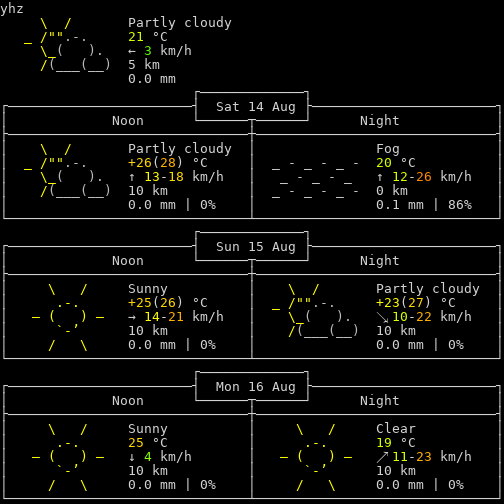 yhz
Partly cloudy
21 °C
← 3 km/h
5 km
0.0 mm
Sat 14 Aug
Noon Night
Partly cloudy Fog
+26(28) °C 20 °C
↑ 13-18 km/h ↑ 12-26 km/h
10 km 0 km
0.0 mm | 0% 0.1 mm | 86%
Sun 15 Aug
Noon Night
Sunny Partly cloudy
+25(26) °C +23(27) °C
→ 14-21 km/h ↘ 10-22 km/h
10 km 10 km
0.0 mm | 0% 0.0 mm | 0%
Mon 16 Aug
Noon Night
Sunny Clear
25 °C 19 °C
↓ 4 km/h ↗ 11-23 km/h
10 km 10 km
0.0 mm | 0% 0.0 mm | 0%